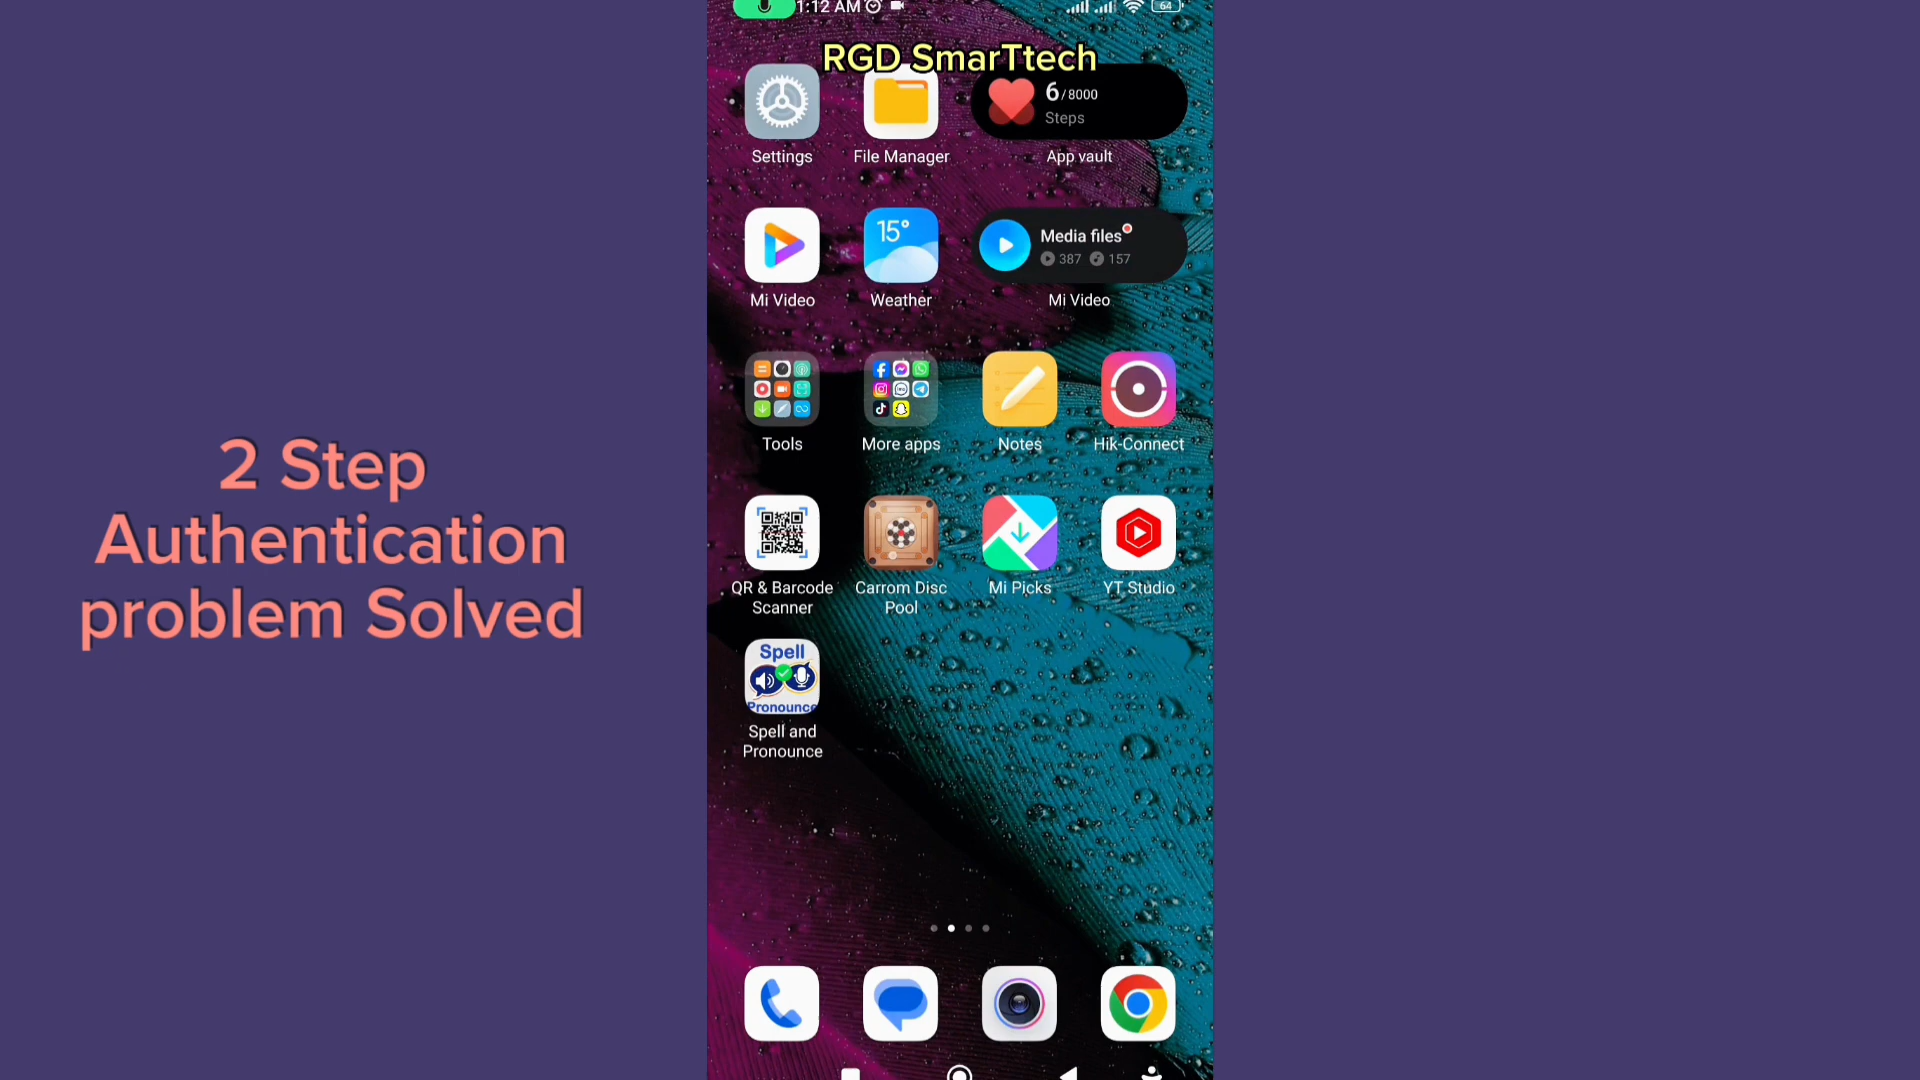 1:12 AM
64
RGD SmarTtech
6/8000
Steps
Settings
File Manager
App vault
15°
Media files
387 157
Mi Video
Weather
Mi Video
Tools
More apps
Notes
Hik-Connect
2 Step
Authentication
problem Solved
QR & Barcode
Scanner
Carrom Disc
Pool
Mi Picks
YT Studio
Spell
Pronounce
Spell and
Pronounce